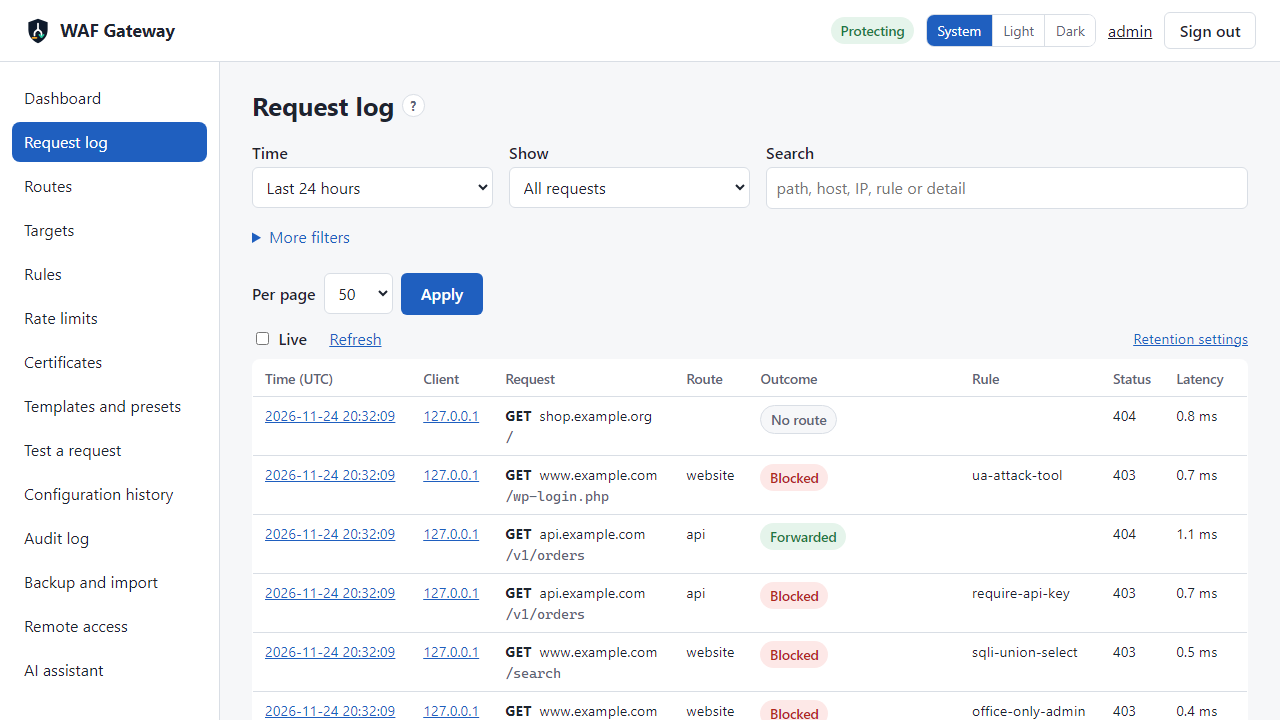 WAF Gateway
Protecting
System Light Dark
admin
Sign out
Dashboard
Request log
Routes
Targets
Rules
Rate limits
Certificates
Templates and presets
Test a request
Configuration history
Audit log
Backup and import
Remote access
AI assistant
Request log ?
Time Show Search
Last 24 hours All requests path, host, IP, rule or detail
More filters
Per page 50 Apply
Live Refresh Retention settings
Time (UTC) Client Request Route Outcome Rule Status Latency
2026-11-24 20:32:09 127.0.0.1 GET shop.example.org No route 404 0.8 ms
/
2026-11-24 20:32:09 127.0.0.1 GET www.example.com website Blocked ua-attack-tool 403 0.7 ms
/wp-login.php
2026-11-24 20:32:09 127.0.0.1 GET api.example.com api Forwarded 404 1.1 ms
/v1/orders
2026-11-24 20:32:09 127.0.0.1 GET api.example.com api Blocked require-api-key 403 0.7 ms
/v1/orders
2026-11-24 20:32:09 127.0.0.1 GET www.example.com website Blocked sqli-union-select 403 0.5 ms
/search
2026-11-24 20:32:09 127.0.0.1 GET www.example.com website Blocked office-only-admin 403 0.4 ms